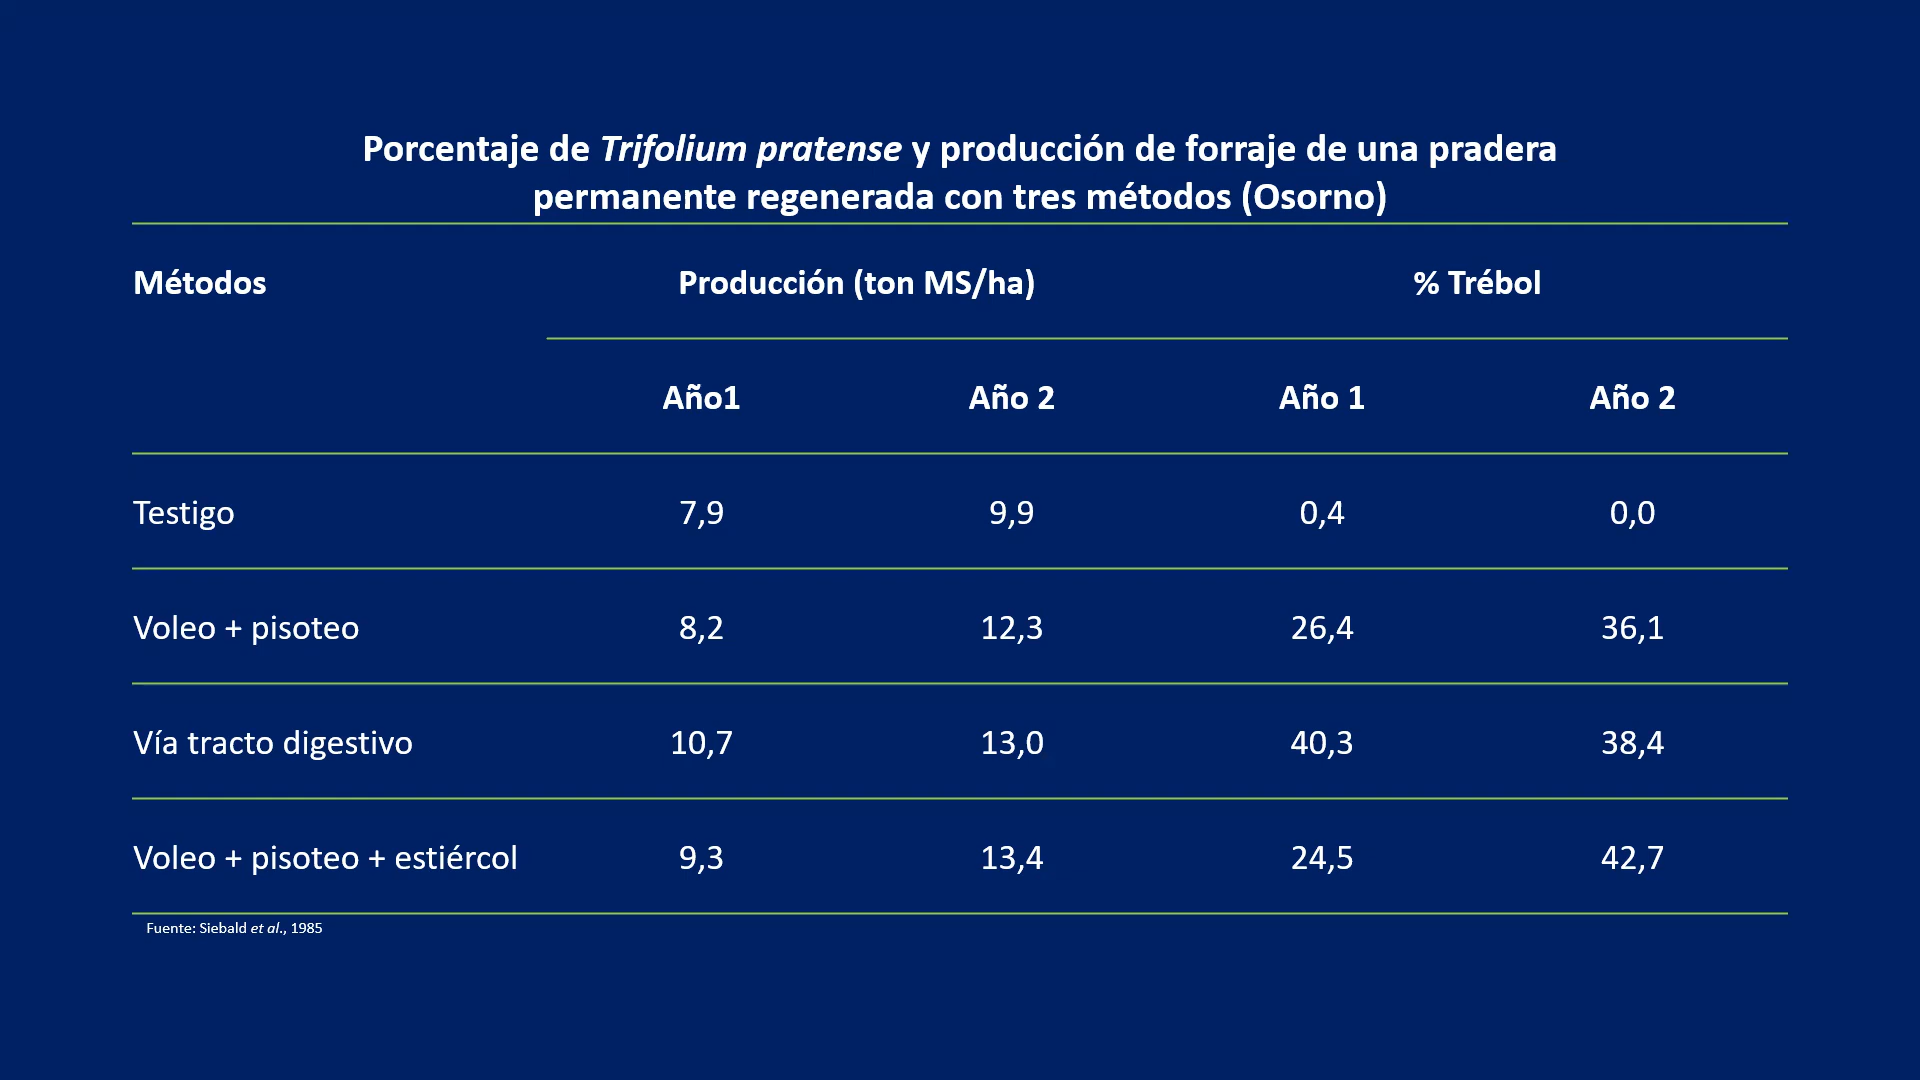 Porcentaje de Trifolium pratense y producción de forraje de una pradera
permanente regenerada con tres métodos (Osorno)
Métodos Producción (ton MS/ha) % Trébol
Año1 Año 2 Año 1 Año 2
Testigo 7,9 9,9 0,4 0,0
Voleo + pisoteo 8,2 12,3 26,4 36,1
Vía tracto digestivo 10,7 13,0 40,3 38,4
Voleo + pisoteo + estiércol 9,3 13,4 24,5 42,7
Fuente: Siebald et al., 1985